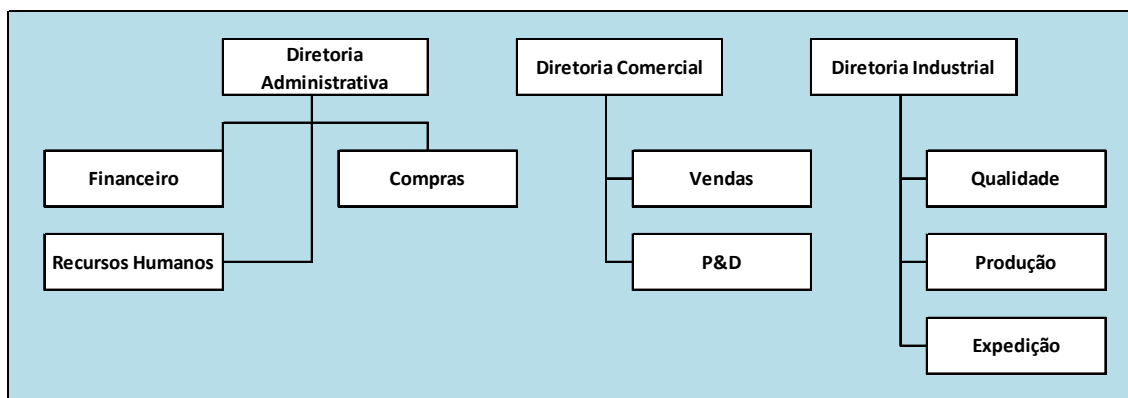 Diretoria
Administrativa
Diretoria Comercial
Diretoria Industrial
Financeiro
Compras
Vendas
Qualidade
Recursos Humanos
P&D
Produção
Expedição